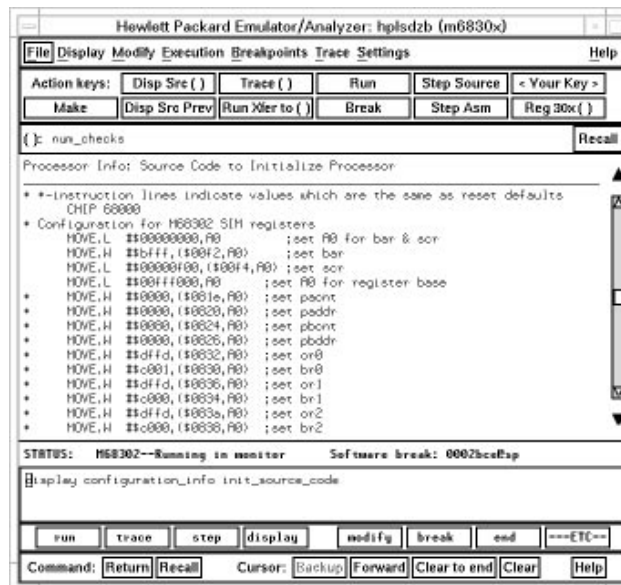 Hewlett Packard Emulator/Analyzer: hplsdzb (m6830x)
File Display Modify Execution Breakpoints Trace Settings Help
Action keys: Disp Src ( ) Trace ( ) Run Step Source < Your Key >
Make Disp Src Prev Run Xfer to ( ) Break Step Asm Reg 30x( )
( ): num_checks Recall
Processor Info: Source Code to Initialize Processor
* *-instruction lines indicate values which are the same as reset defaults
CHIP 68000
* Configuration for M68302 SIM registers
MOVE.L #$00000000,A0 ;set A0 for bar & scr
MOVE.W #$bfff,($00f2,A0) ;set bar
MOVE.L #$00000f00,($00f4,A0) ;set scr
MOVE.L #$00fff000,A0 ;set A0 for register base
* MOVE.W #$0000,($081e,A0) ;set pacnt
* MOVE.W #$0000,($0820,A0) ;set paddr
* MOVE.W #$0080,($0824,A0) ;set pbcnt
* MOVE.W #$0000,($0826,A0) ;set pbddr
* MOVE.W #$dffd,($0832,A0) ;set or0
* MOVE.W #$c001,($0830,A0) ;set br0
* MOVE.W #$dffd,($0836,A0) ;set or1
* MOVE.W #$c000,($0834,A0) ;set br1
* MOVE.W #$dffd,($083a,A0) ;set or2
* MOVE.W #$c000,($0838,A0) ;set br2
STATUS: M68302--Running in monitor Software break: 0002bce@sp
display configuration_info init_source_code
run trace step display modify break end ---ETC--
Command: Return Recall Cursor: Backup Forward Clear to end Clear Help